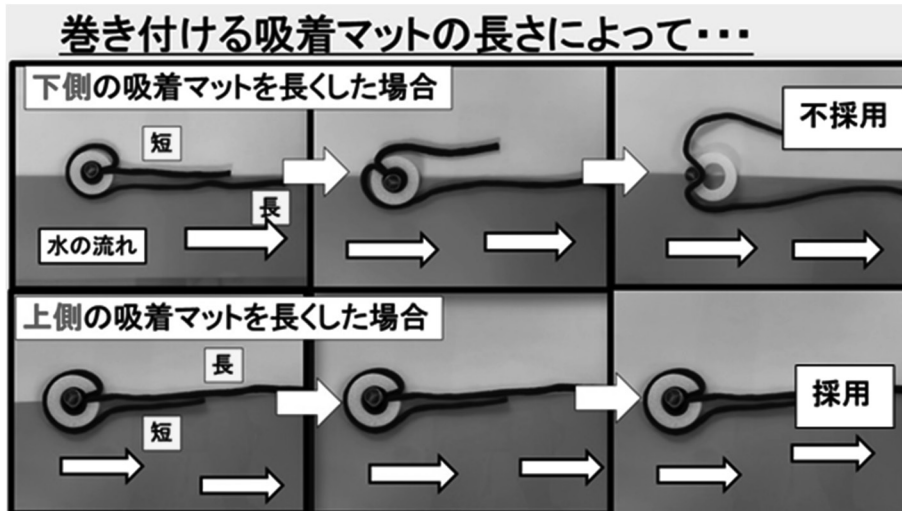 巻き付ける吸着マットの長さによって・・・
下側の吸着マットを長くした場合
不採用
短
長
水の流れ
上側の吸着マットを長くした場合
長
短
採用